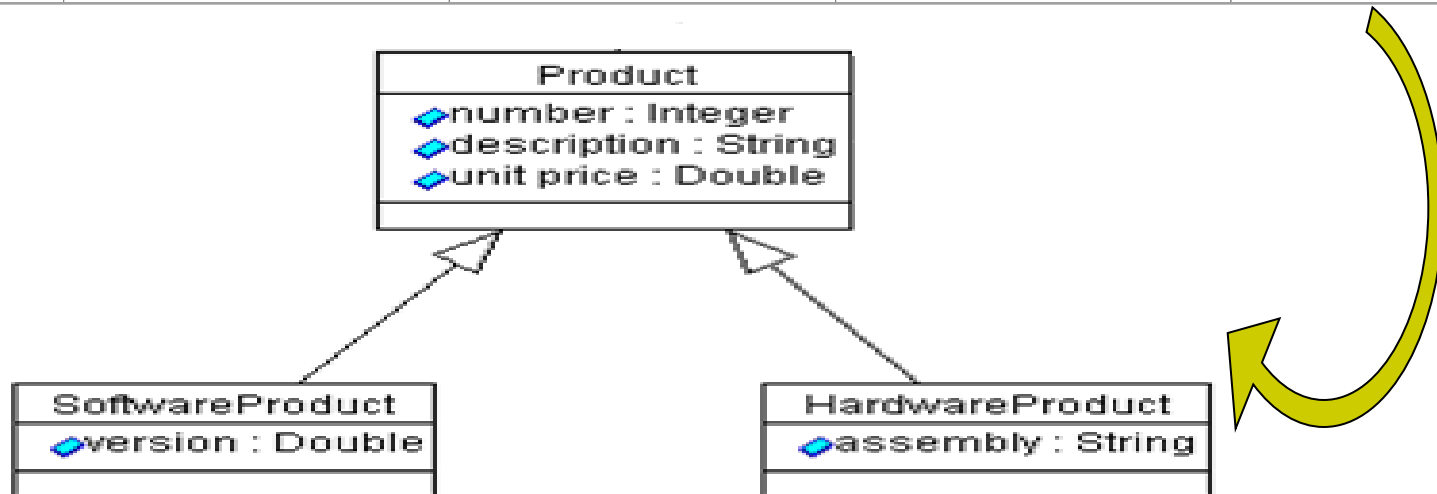 Product
number : Integer
description : String
unit price : Double
SoftwareProduct
version : Double
HardwareProduct
assembly : String